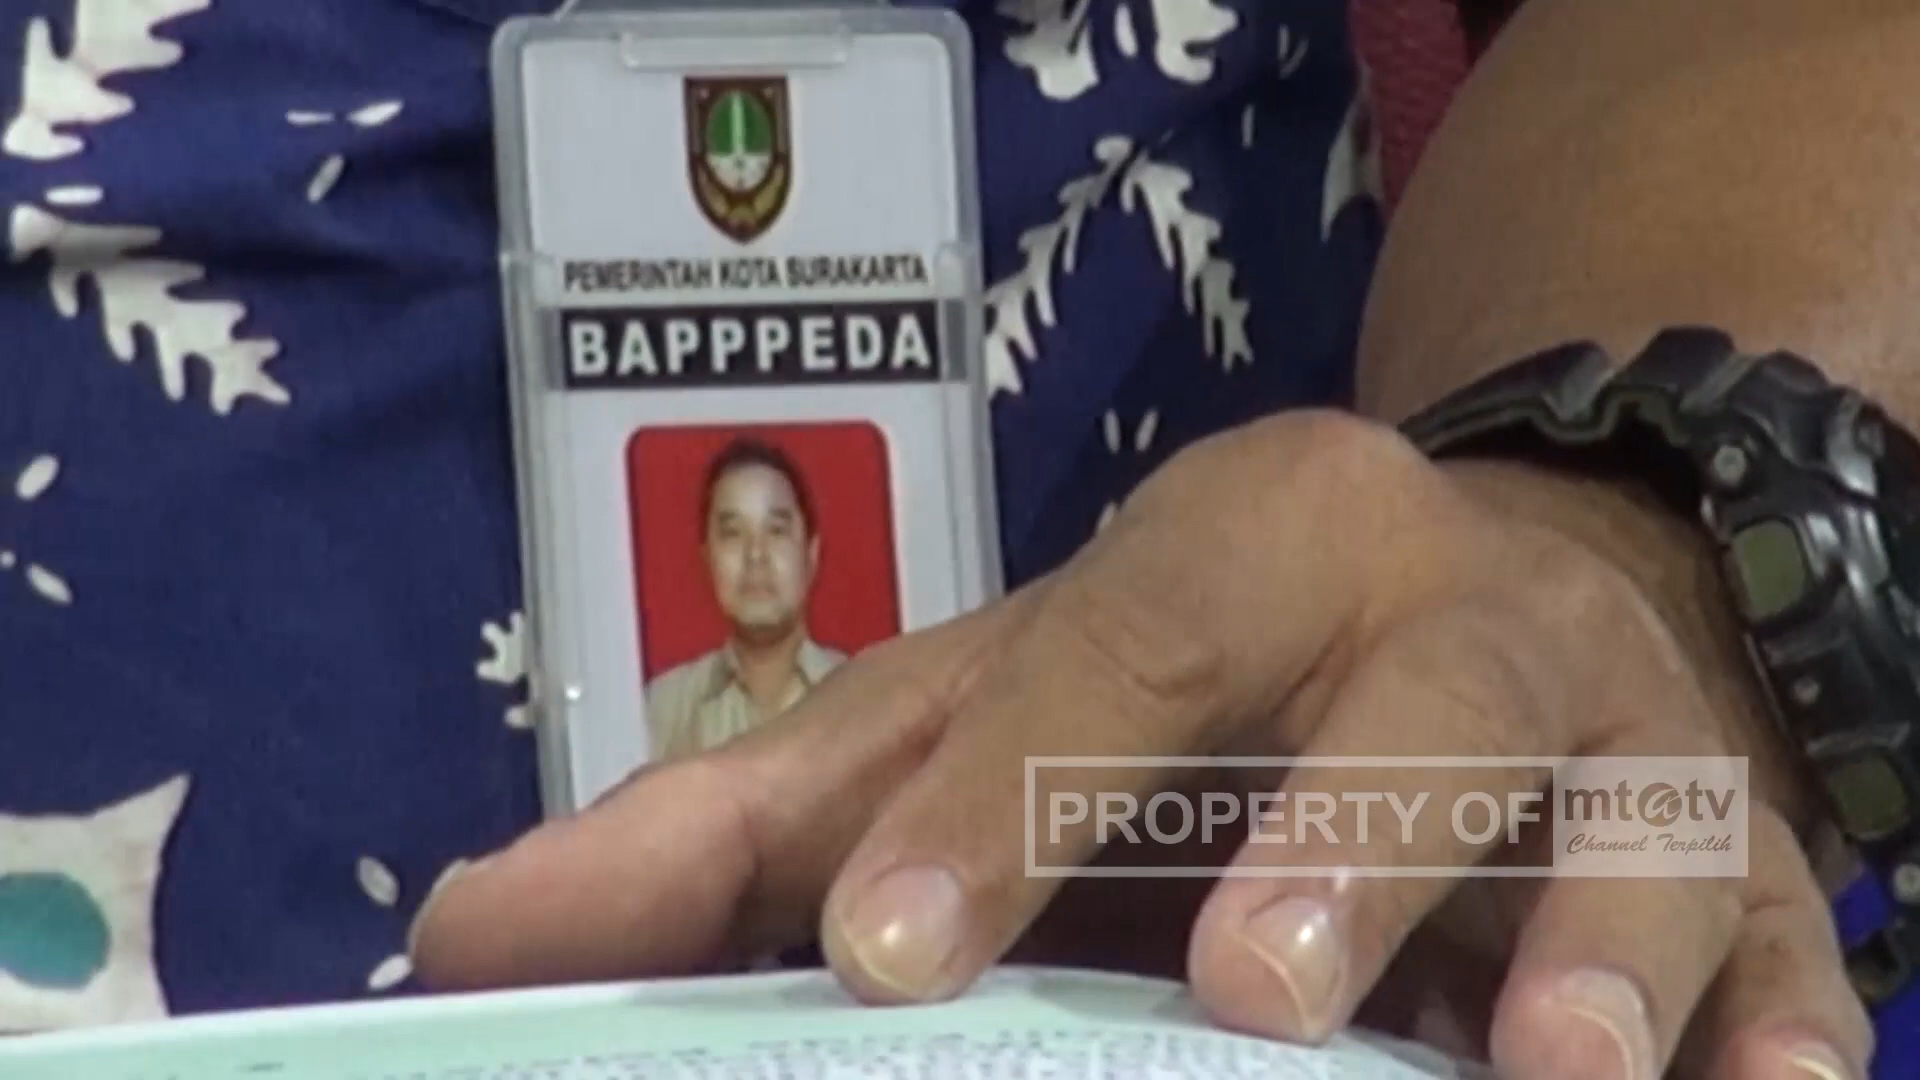 PEMERINTAH KOTA SURAKARTA
BAPPPEDA
PROPERTY OF mt@tv
Channel Terpilih